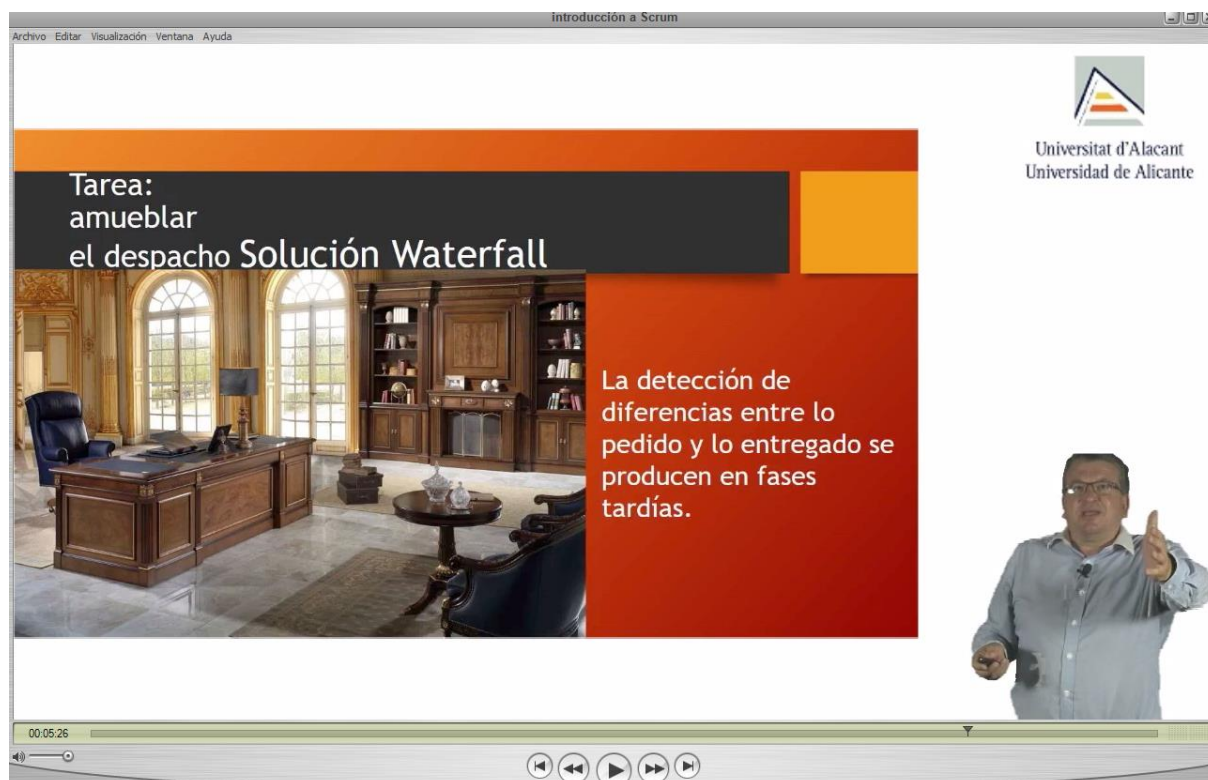 introducción a Scrum
Archivo Editar Visualización Ventana Ayuda
Universitat d'Alacant
Universidad de Alicante
Tarea:
amueblar
el despacho Solución Waterfall
La detección de
diferencias entre lo
pedido y lo entregado se
producen en fases
tardías.
00:05:26